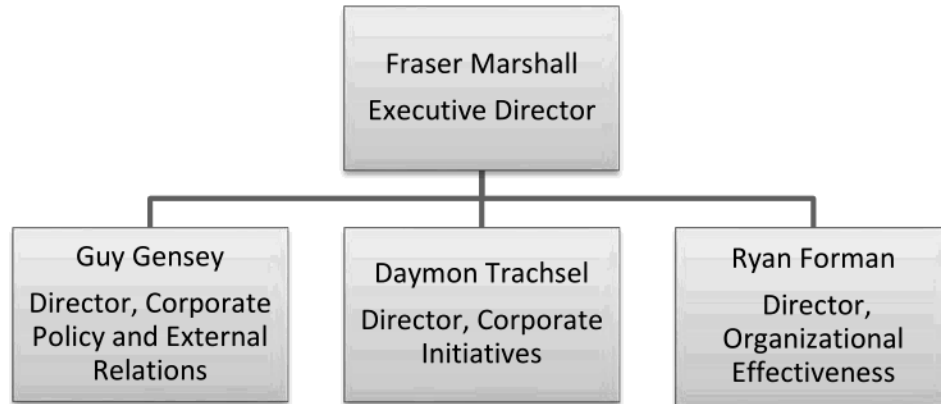 Fraser Marshall
Executive Director
Guy Gensey
Director, Corporate
Policy and External
Relations
Daymon Trachsel
Director, Corporate
Initiatives
Ryan Forman
Director,
Organizational
Effectiveness